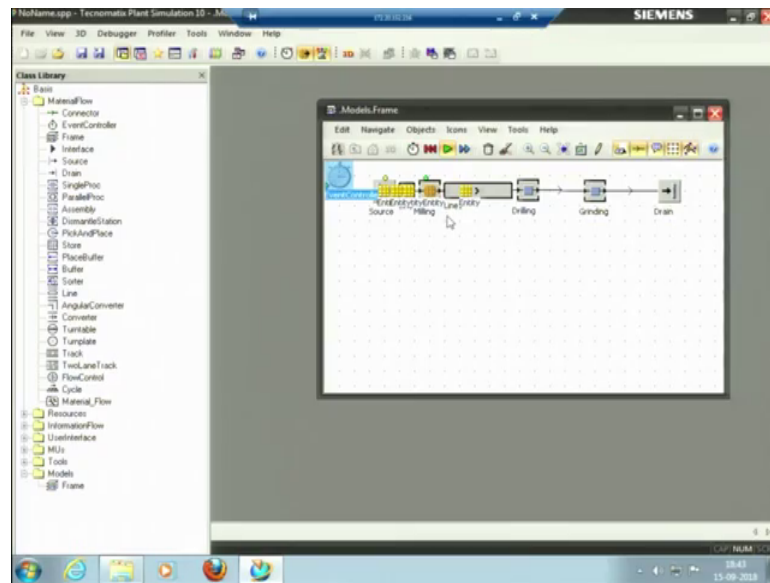 NoName.spp - Tecnomatix Plant Simulation 10 - .M
SIEMENS
File View 3D Debugger Profiler Tools Window Help
Class Library
Basis
MaterialFlow
Connector
EventController
Frame
Interface
Source
Drain
SingleProc
ParallelProc
Assembly
DismantleStation
PickAndPlace
Store
PlaceBuffer
Buffer
Sorter
Line
AngularConverter
Converter
Turntable
Turnplate
Track
TwoLaneTrack
FlowControl
Cycle
Material_Flow
Resources
InformationFlow
UserInterface
MUs
Tools
Models
Frame
.Models.Frame
Edit Navigate Objects Icons View Tools Help
EventController
Entity
Source Milling Line Drilling Grinding Drain
CAP NUM SCR
18:43
15-09-2018